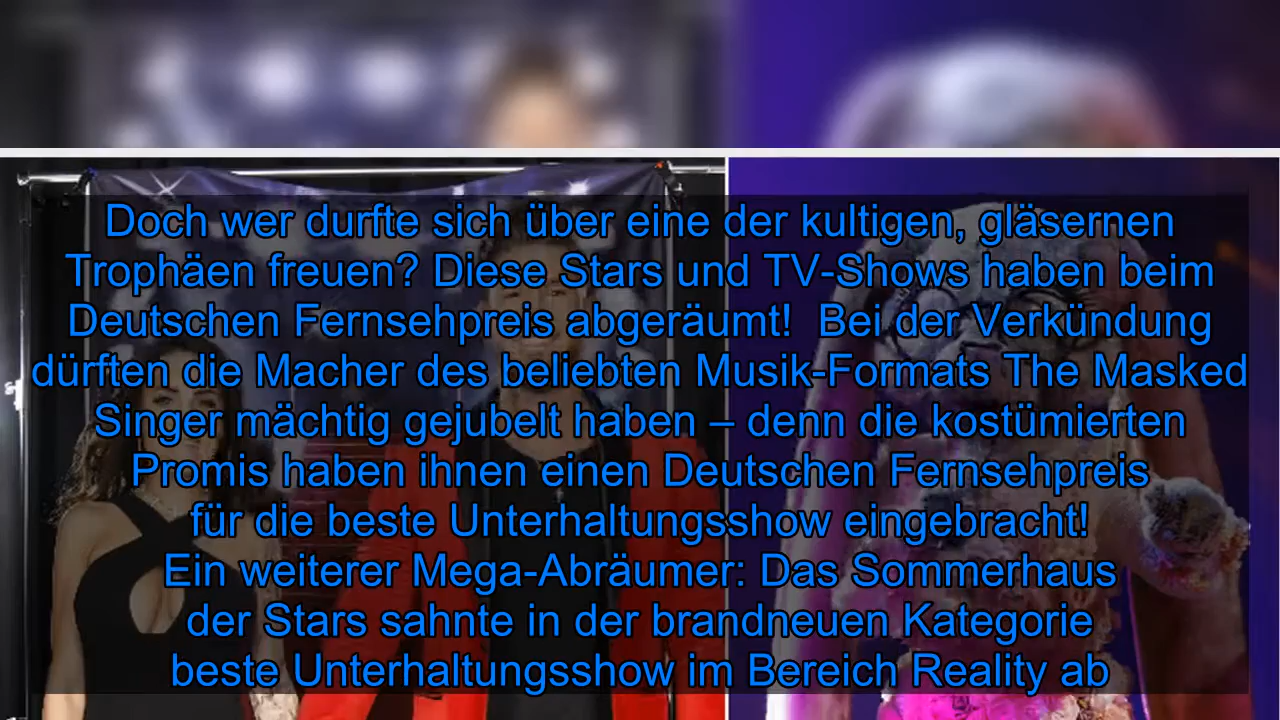 Doch wer durfte sich über eine der kultigen, gläsernen
Trophäen freuen? Diese Stars und TV-Shows haben beim
Deutschen Fernsehpreis abgeräumt!  Bei der Verkündung
dürften die Macher des beliebten Musik-Formats The Masked
Singer mächtig gejubelt haben – denn die kostümierten
Promis haben ihnen einen Deutschen Fernsehpreis
für die beste Unterhaltungsshow eingebracht!
Ein weiterer Mega-Abräumer: Das Sommerhaus
der Stars sahnte in der brandneuen Kategorie
beste Unterhaltungsshow im Bereich Reality ab